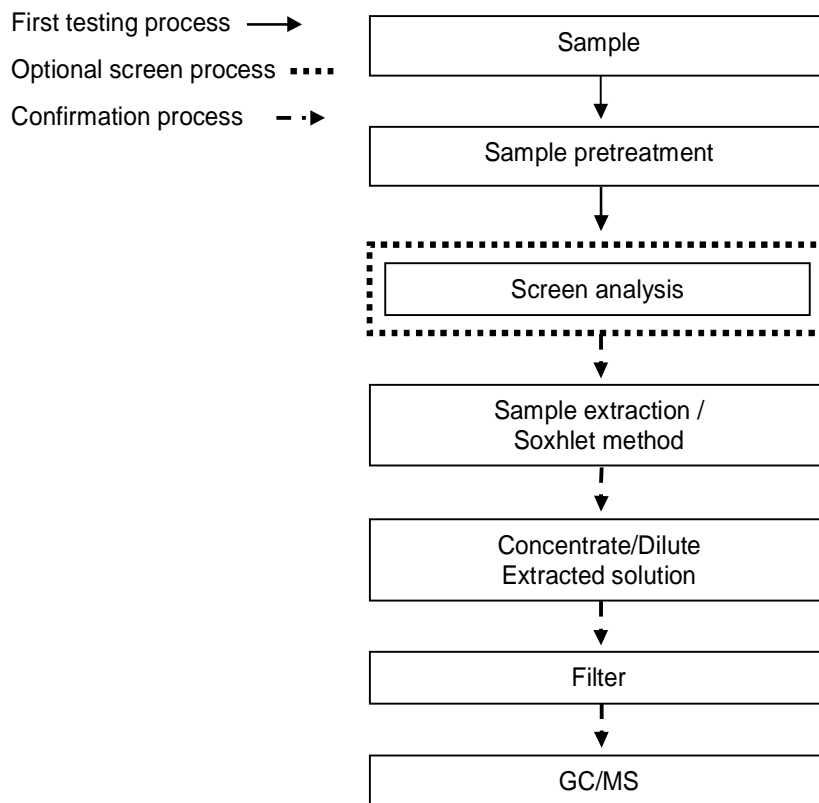 First testing process
Optional screen process
Confirmation process
Sample
Sample pretreatment
Screen analysis
Sample extraction /
Soxhlet method
Concentrate/Dilute
Extracted solution
Filter
GC/MS